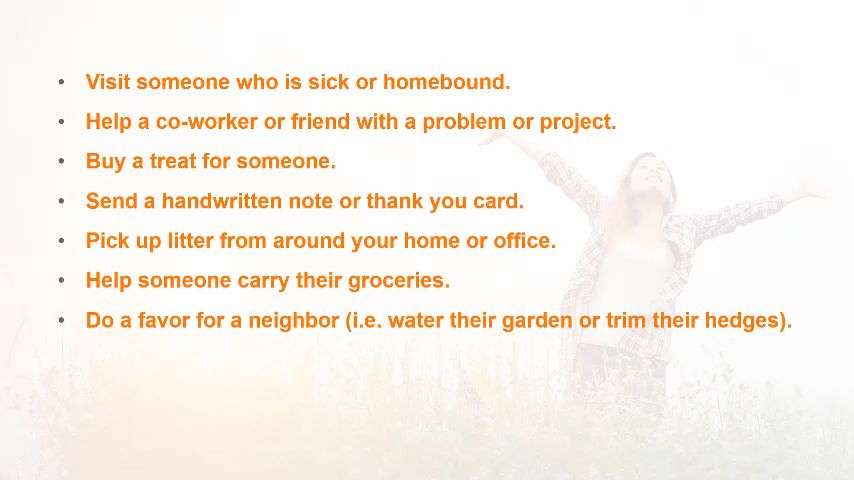 • Visit someone who is sick or homebound.
• Help a co-worker or friend with a problem or project.
• Buy a treat for someone.
• Send a handwritten note or thank you card.
• Pick up litter from around your home or office.
• Help someone carry their groceries.
• Do a favor for a neighbor (i.e. water their garden or trim their hedges).